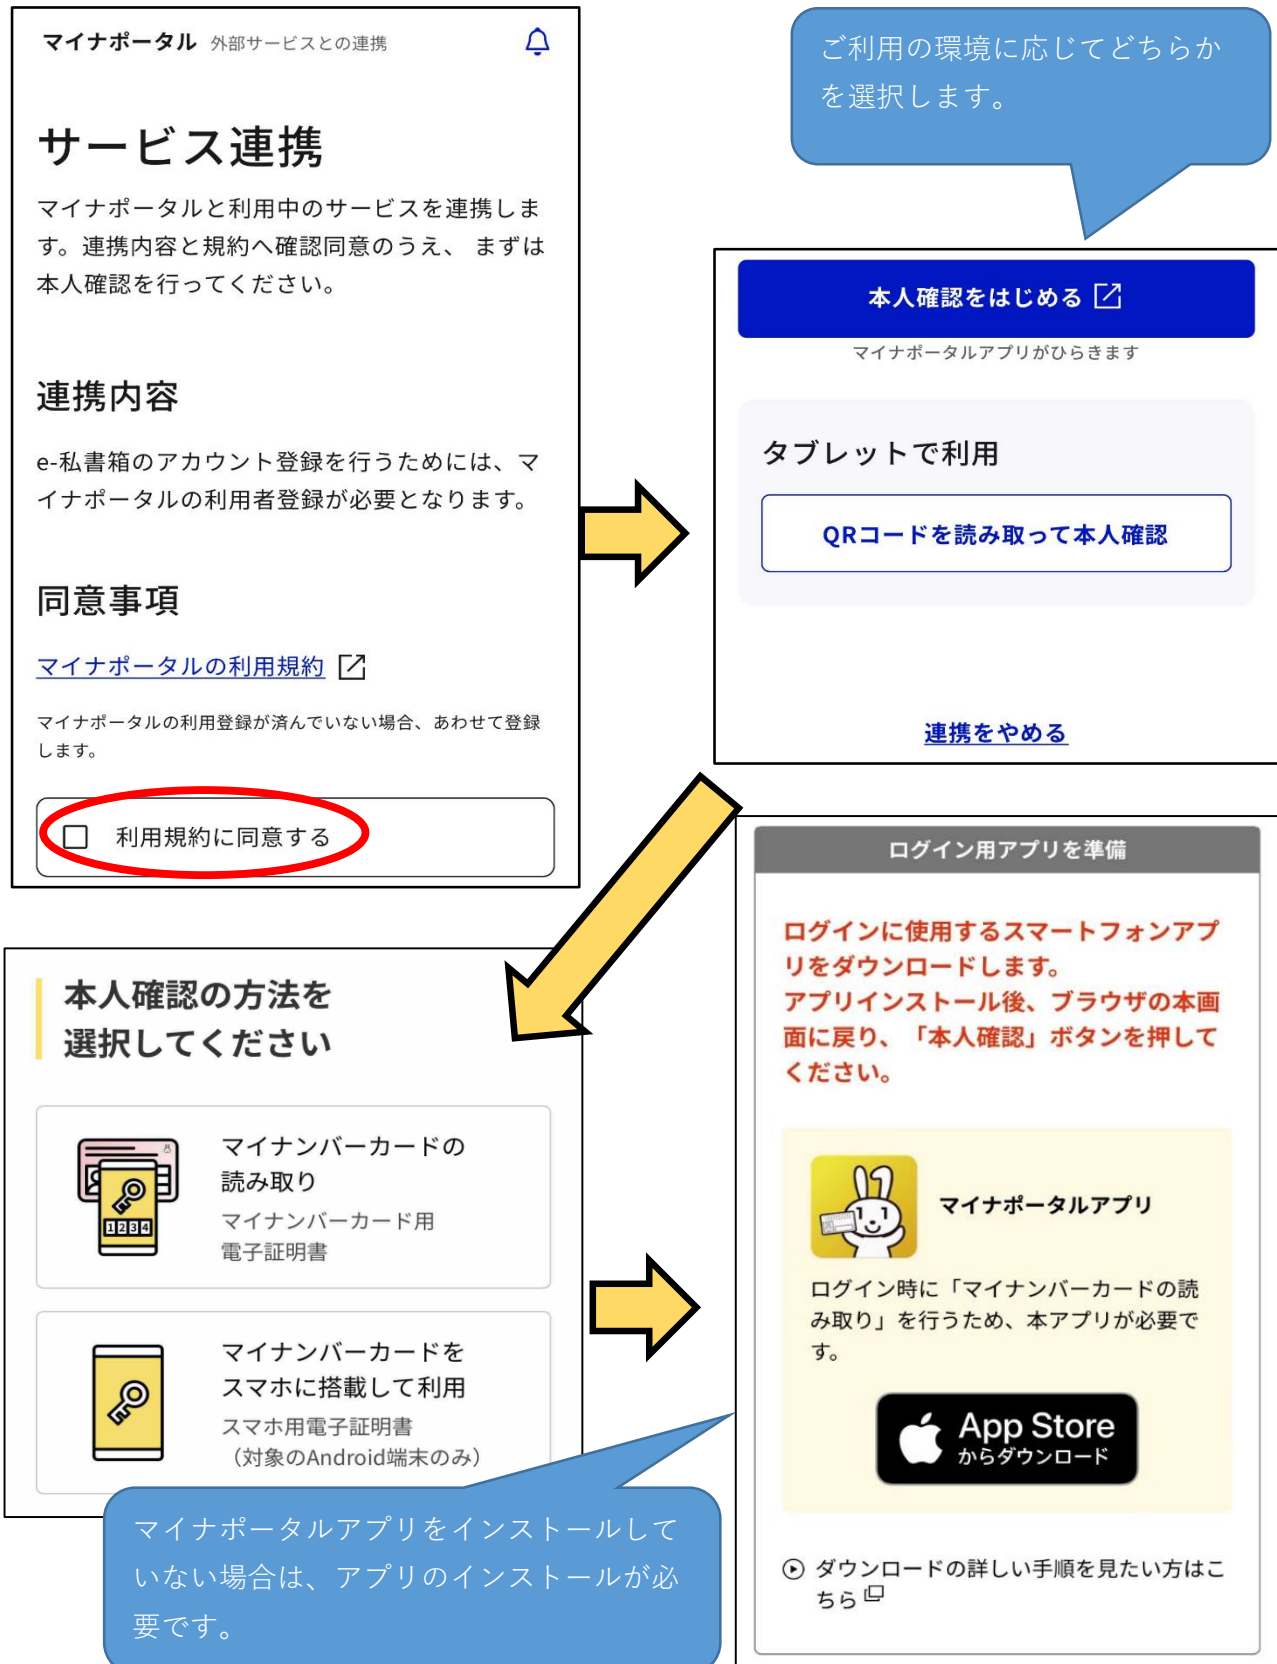 マイナポータル 外部サービスとの連携
サービス連携
マイナポータルと利用中のサービスを連携しま
す。連携内容と規約へ確認同意のうえ、 まずは
本人確認を行ってください。
連携内容
e-私書箱のアカウント登録を行うためには、マ
イナポータルの利用者登録が必要となります。
同意事項
マイナポータルの利用規約
マイナポータルの利用登録が済んでいない場合、あわせて登録
します。
利用規約に同意する
ご利用の環境に応じてどちらか
を選択します。
本人確認をはじめる
マイナポータルアプリがひらきます
タブレットで利用
QRコードを読み取って本人確認
連携をやめる
本人確認の方法を
選択してください
1234
マイナンバーカードの
読み取り
マイナンバーカード用
電子証明書
マイナンバーカードを
スマホに搭載して利用
スマホ用電子証明書
（対象のAndroid端末のみ）
マイナポータルアプリをインストールして
いない場合は、アプリのインストールが必
要です。
ログイン用アプリを準備
ログインに使用するスマートフォンアプ
リをダウンロードします。
アプリインストール後、ブラウザの本画
面に戻り、「本人確認」ボタンを押して
ください。
マイナポータルアプリ
ログイン時に「マイナンバーカードの読
み取り」を行うため、本アプリが必要で
す。
App Store
からダウンロード
ダウンロードの詳しい手順を見たい方はこ
ちら